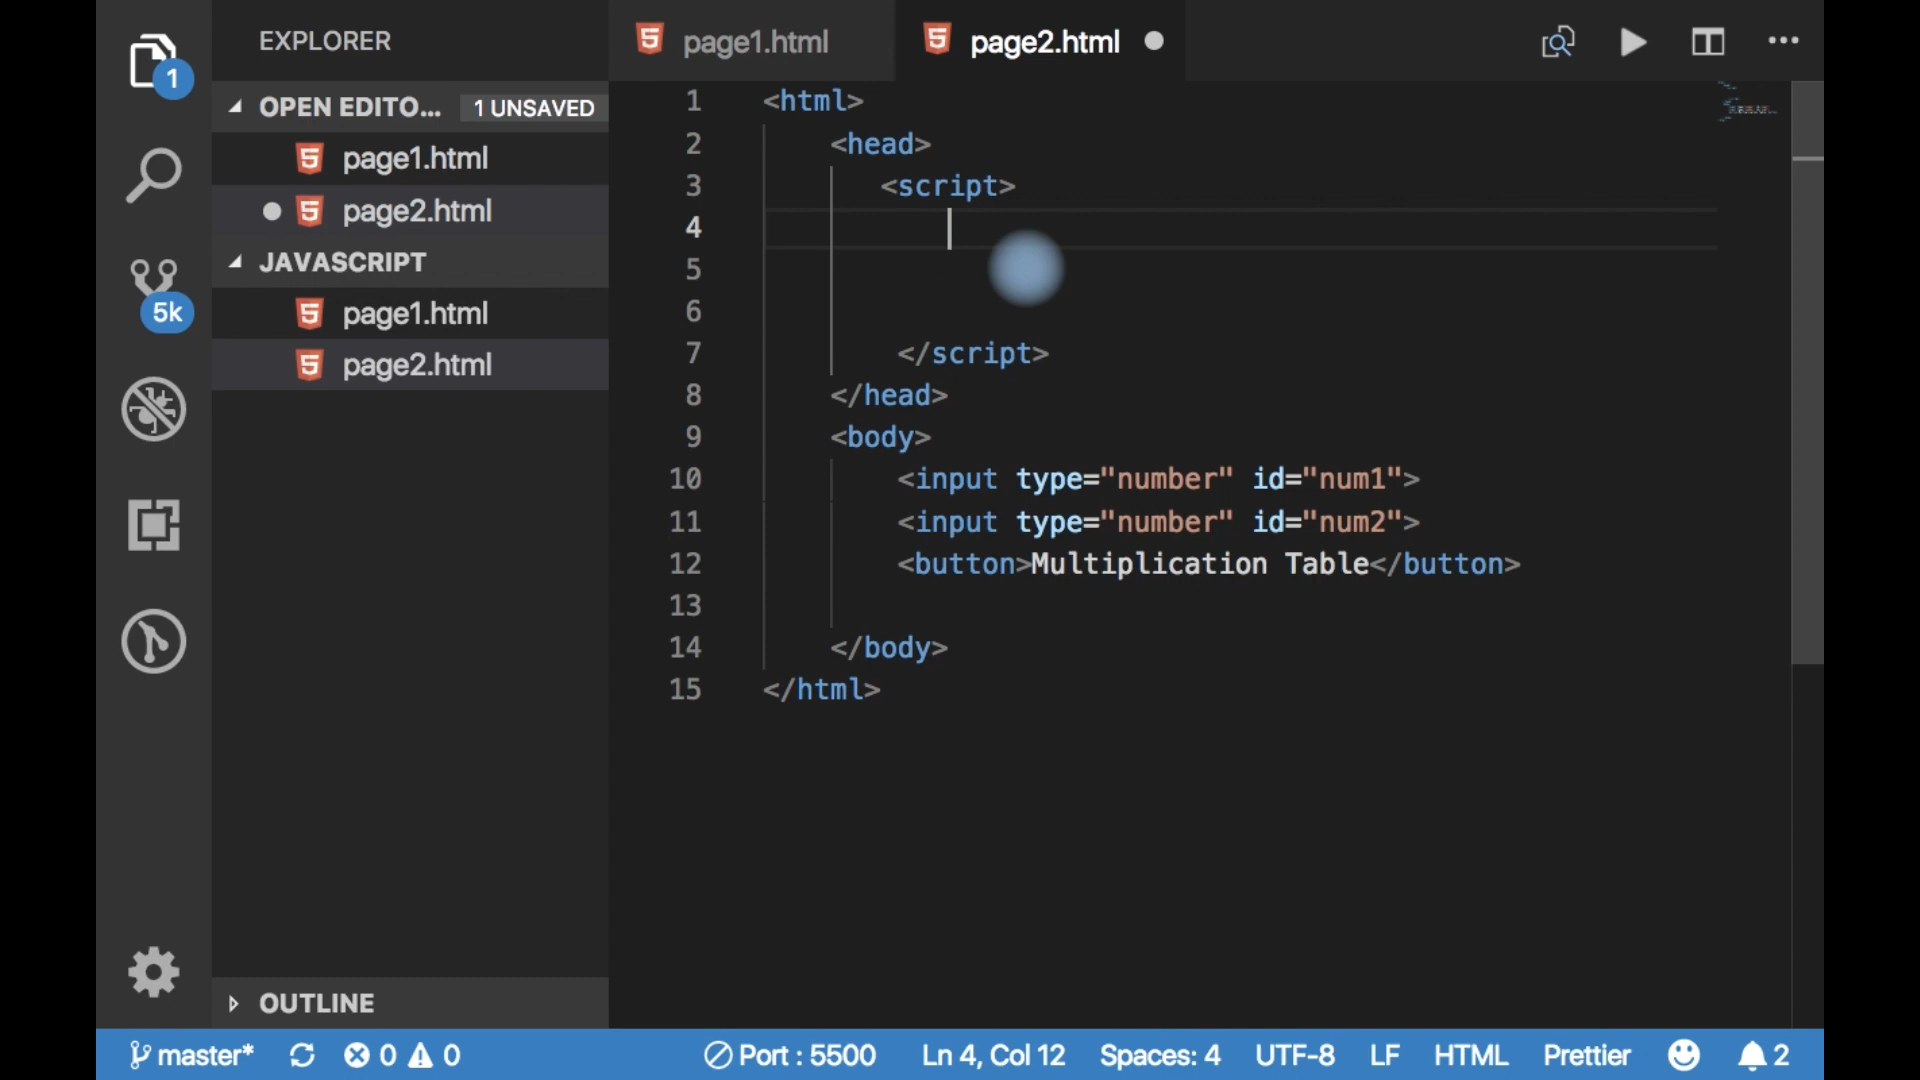 EXPLORER
OPEN EDITO... 1 UNSAVED
page1.html
page2.html
JAVASCRIPT
page1.html
page2.html
OUTLINE
1
5k
page1.html
page2.html
1 <html>
2 <head>
3 <script>
4
5
6
7 </script>
8 </head>
9 <body>
10 <input type="number" id="num1">
11 <input type="number" id="num2">
12 <button>Multiplication Table</button>
13
14 </body>
15 </html>
master* 0 0 Port : 5500 Ln 4, Col 12 Spaces: 4 UTF-8 LF HTML Prettier 2